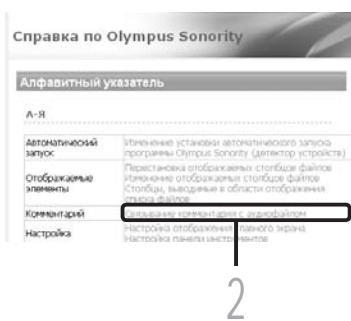 Справка по Olympus Sonority
Алфавитный указатель
А-Я
Автоматический запуск
Изменение установки автоматического запуска
программы Olympus Sonority (детектор устройств)
Отображаемые элементы
Перестановка отображаемых столбцов файлов
Изменение отображаемых столбцов файлов
Столбцы, выводимые в области отображения
списка файлов
Комментарий
Связывание комментария с аудиофайлом
Настройка
Настройка отображения главного экрана
Настройка панели инструментов
2